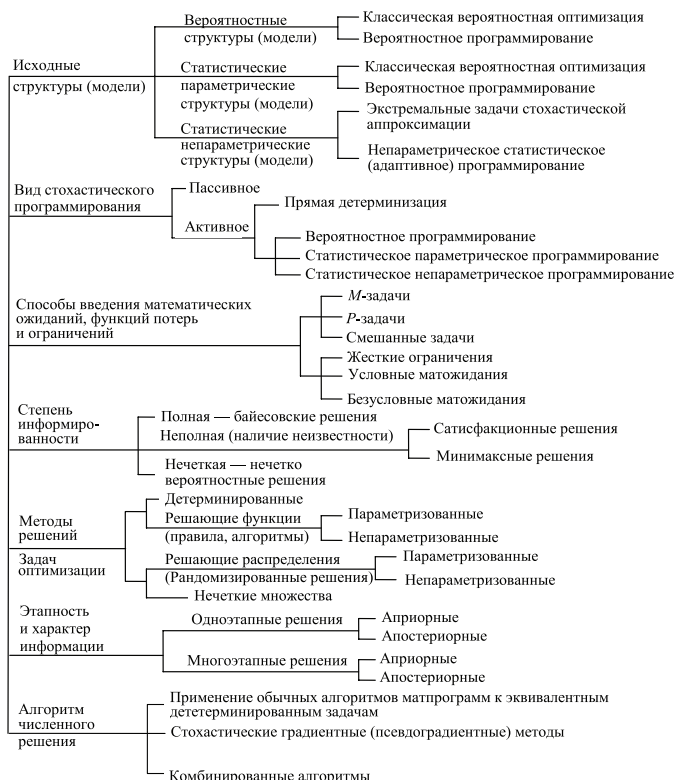 Исходные
структуры (модели)
Вероятностные
структуры (модели)
Классическая вероятностная оптимизация
Вероятностное программирование
Статистические
параметрические
структуры (модели)
Классическая вероятностная оптимизация
Вероятностное программирование
Статистические
непараметрические
структуры (модели)
Экстремальные задачи стохастической
аппроксимации
Непараметрическое статистическое
(адаптивное) программирование
Вид стохастического
программирования
Пассивное
Активное
Прямая детерминизация
Вероятностное программирование
Статистическое параметрическое программирование
Статистическое непараметрическое программирование
Способы введения математических
ожиданий, функций потерь
и ограничений
М-задачи
Р-задачи
Смешанные задачи
Жесткие ограничения
Условные матожидания
Безусловные матожидания
Степень
информиро-
ванности
Полная — байесовские решения
Неполная (наличие неизвестности)
Сатисфакционные решения
Минимаксные решения
Нечеткая — нечетко
вероятностные решения
Методы
решений
Задач
оптимизации
Детерминированные
Решающие функции
(правила, алгоритмы)
Параметризованные
Непараметризованные
Решающие распределения
(Рандомизированные решения)
Параметризованные
Непараметризованные
Нечеткие множества
Этапность
и характер
информации
Одноэтапные решения
Априорные
Апостериорные
Многоэтапные решения
Априорные
Апостериорные
Алгоритм
численного
решения
Применение обычных алгоритмов матпрограмм к эквивалентным
дететерминированным задачам
Стохастические градиентные (псевдоградиентные) методы
Комбинированные алгоритмы